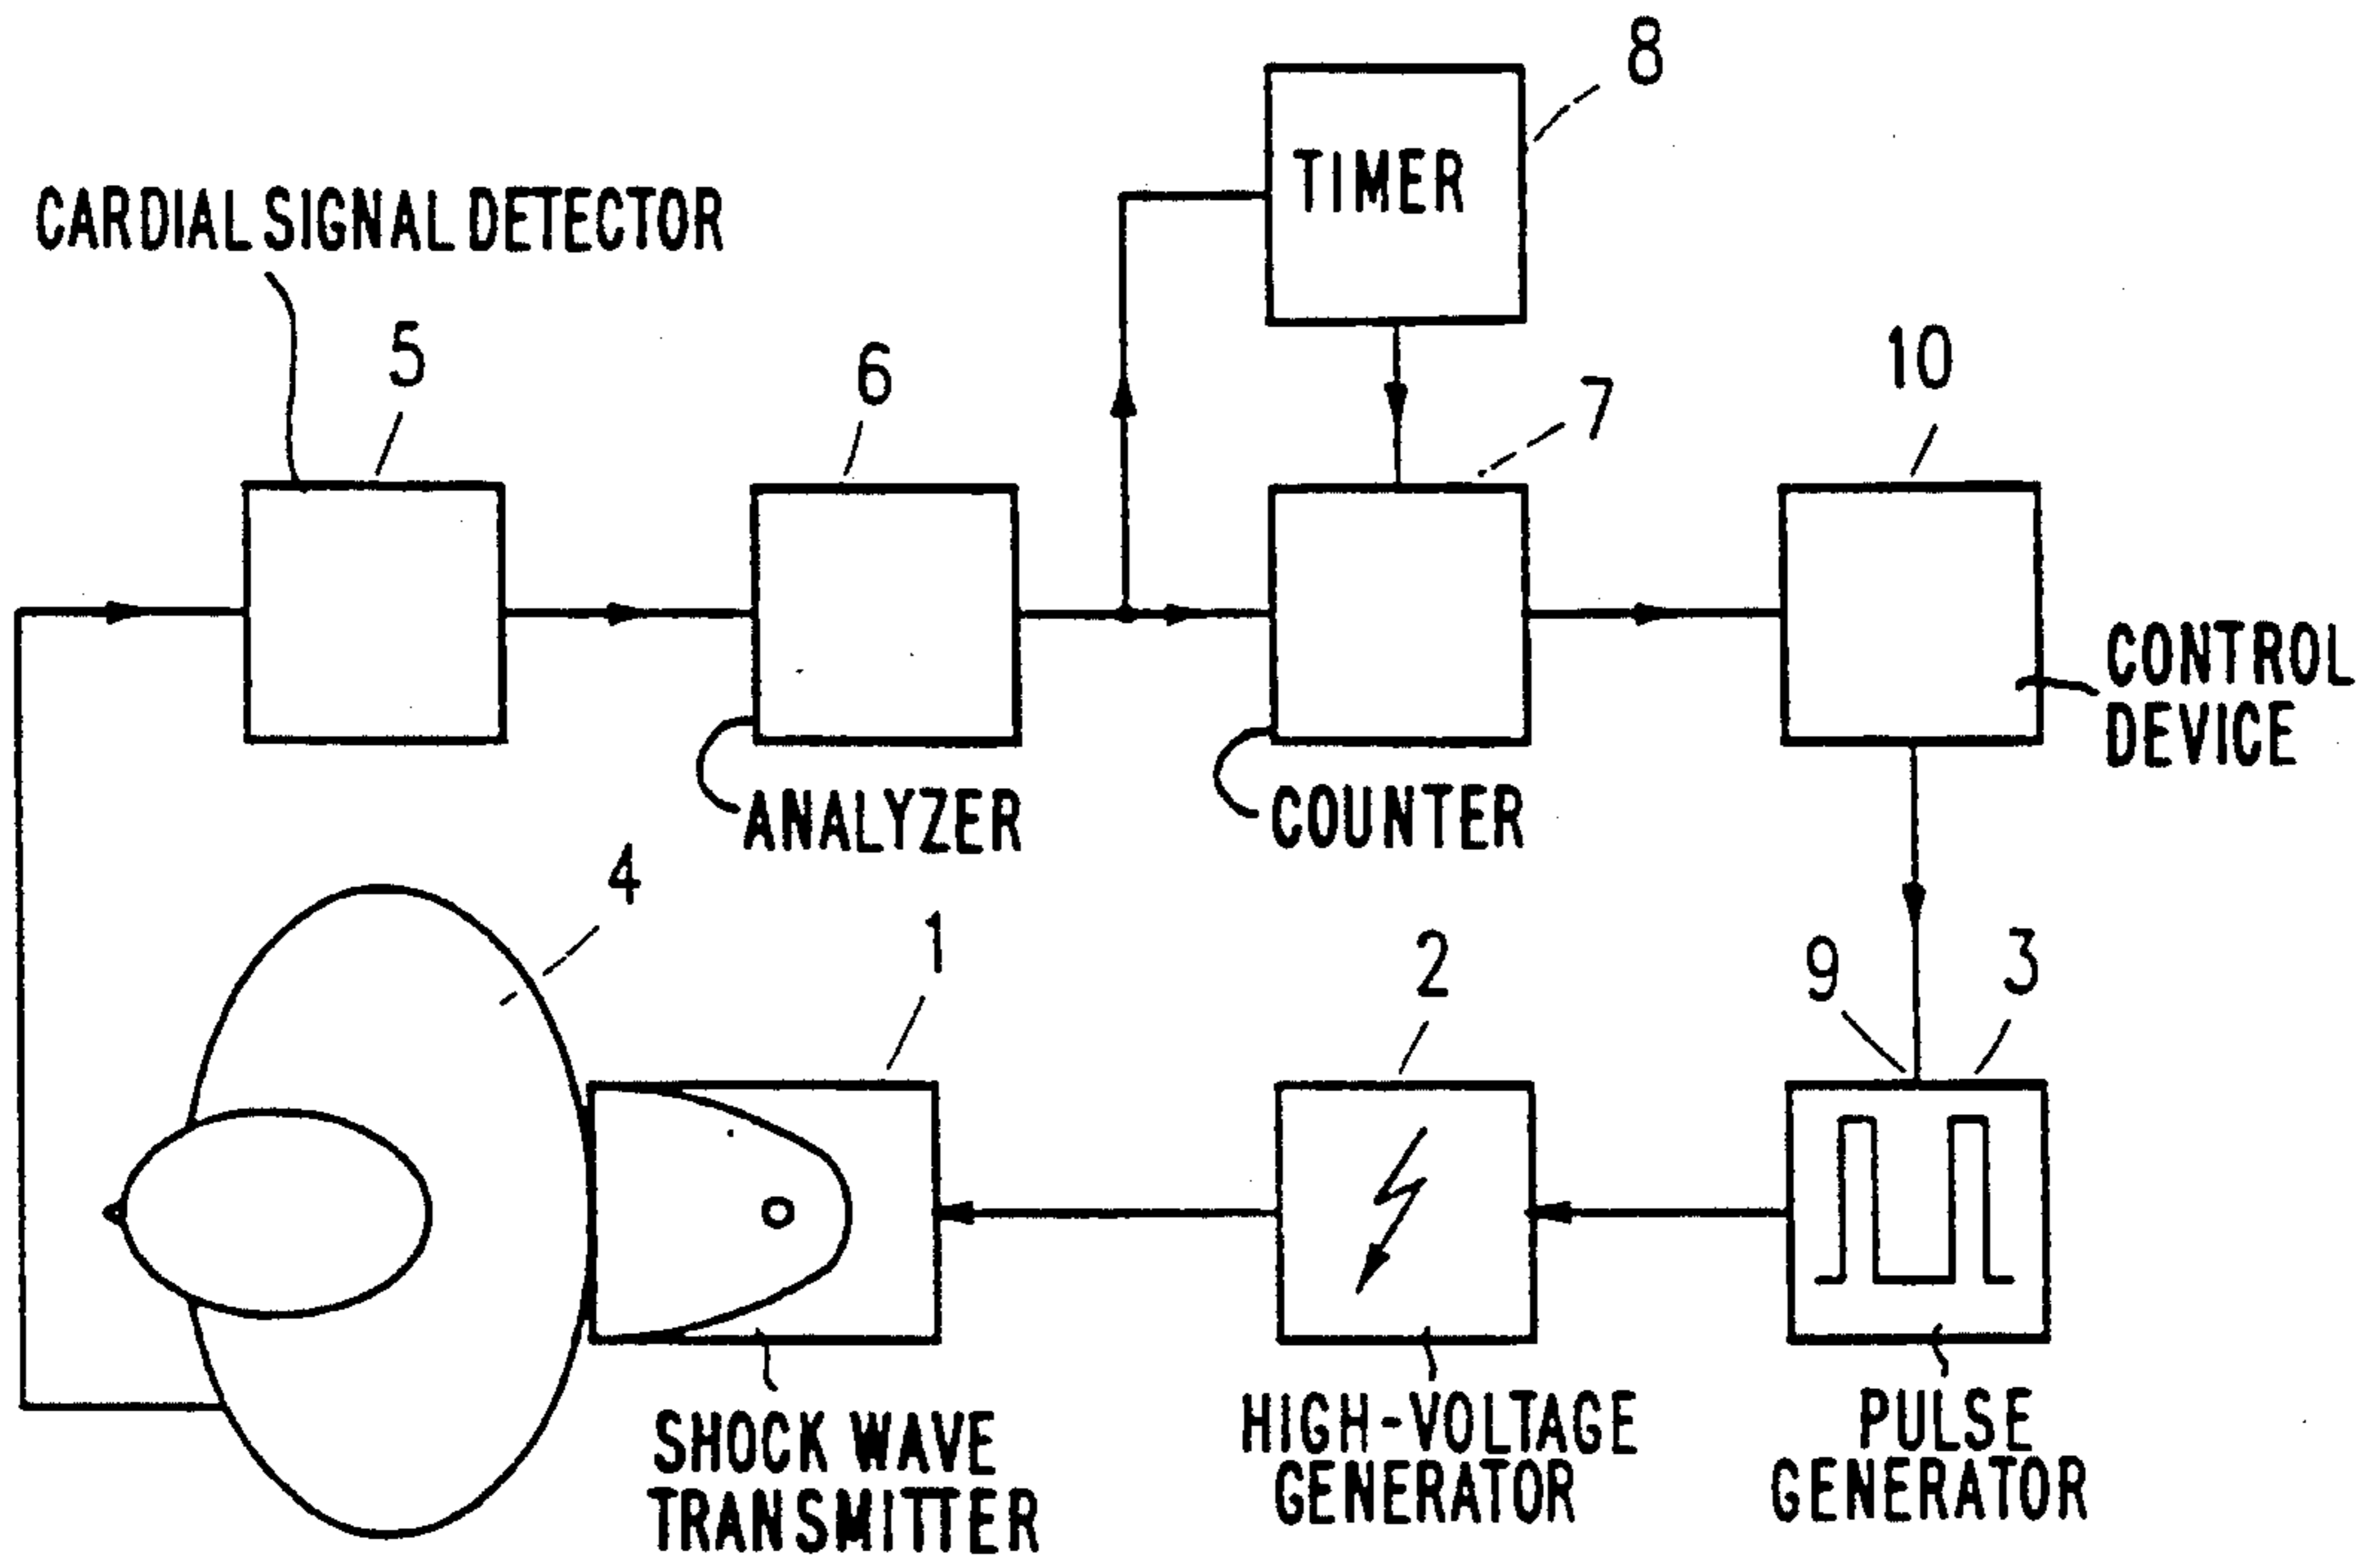 8
TIMER
CARDIAL SIGNAL DETECTOR
5
6
7
10
CONTROL
DEVICE
ANALYZER
COUNTER
4
1
2
9
3
SHOCK WAVE
TRANSMITTER
HIGH-VOLTAGE
GENERATOR
PULSE
GENERATOR